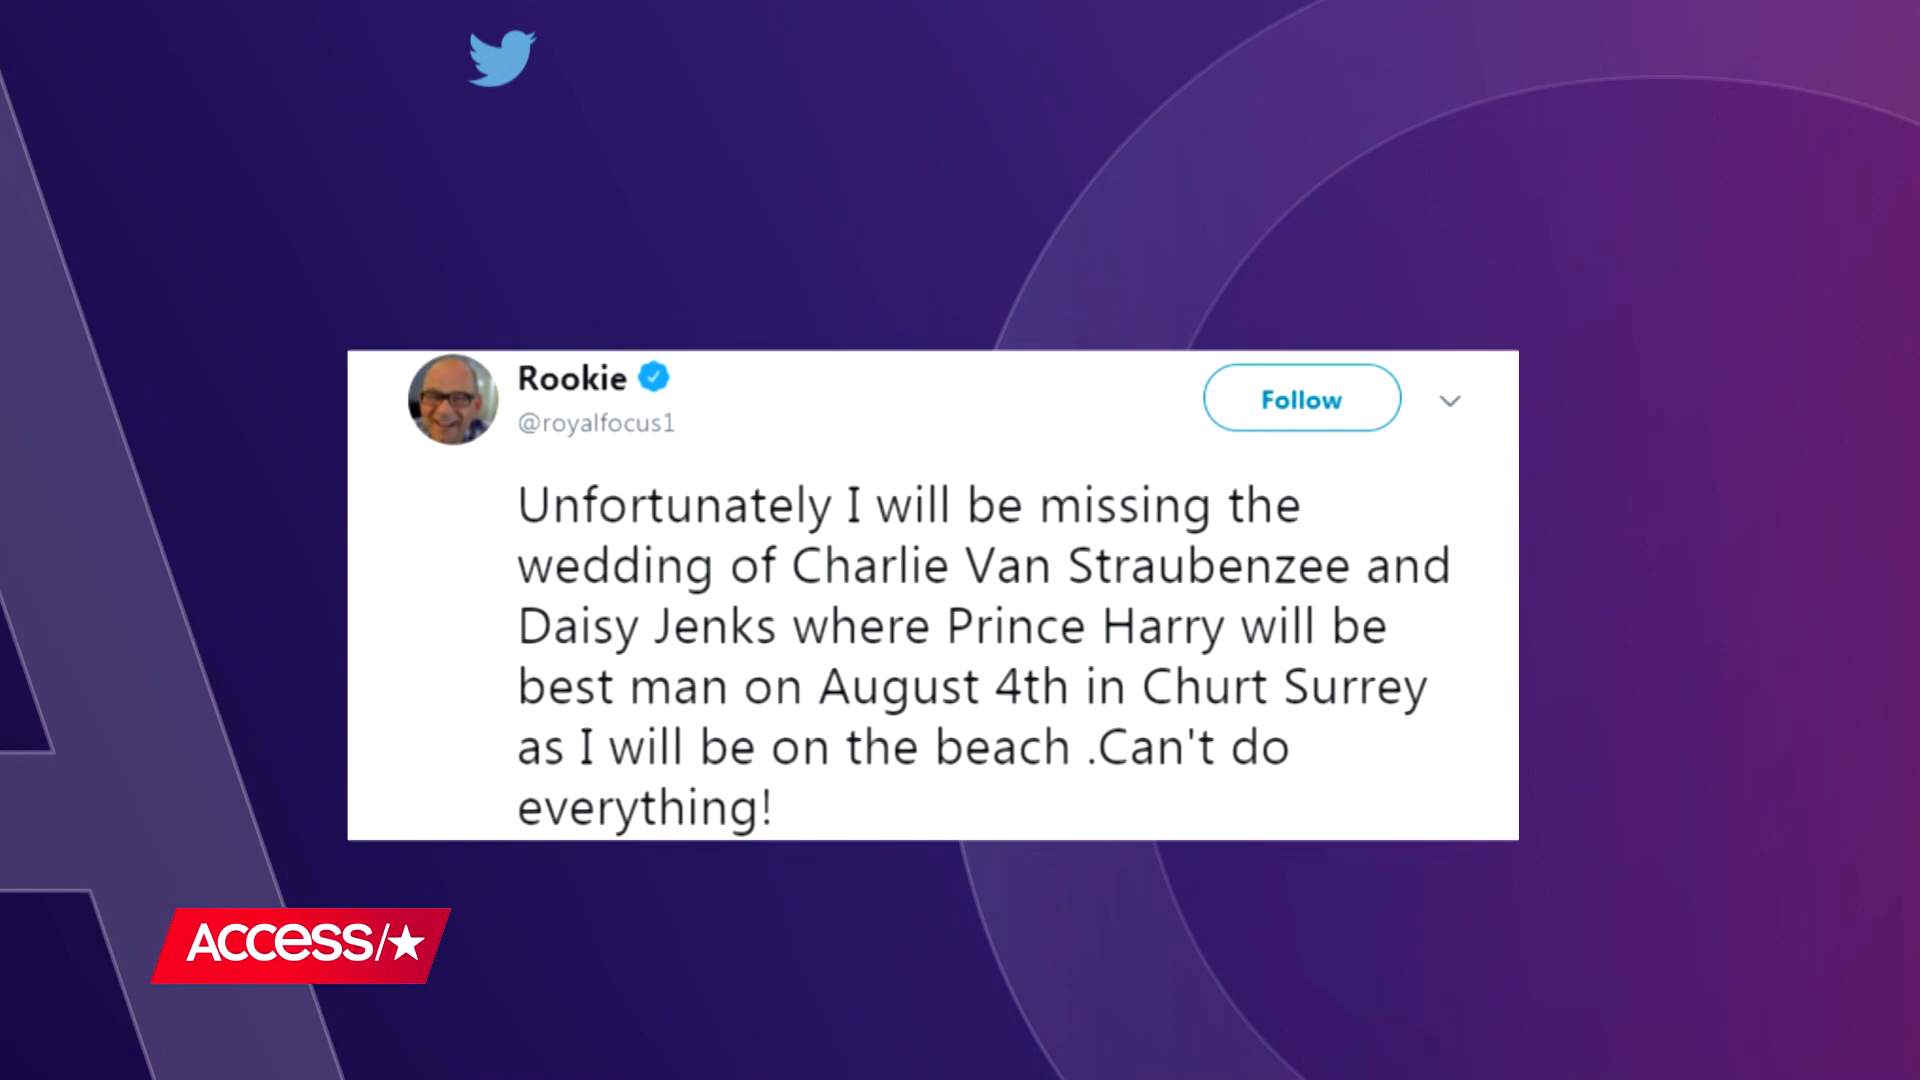 Rookie
@royalfocus1
Follow
Unfortunately I will be missing the
wedding of Charlie Van Straubenzee and
Daisy Jenks where Prince Harry will be
best man on August 4th in Churt Surrey
as I will be on the beach .Can't do
everything!
ACCESS/